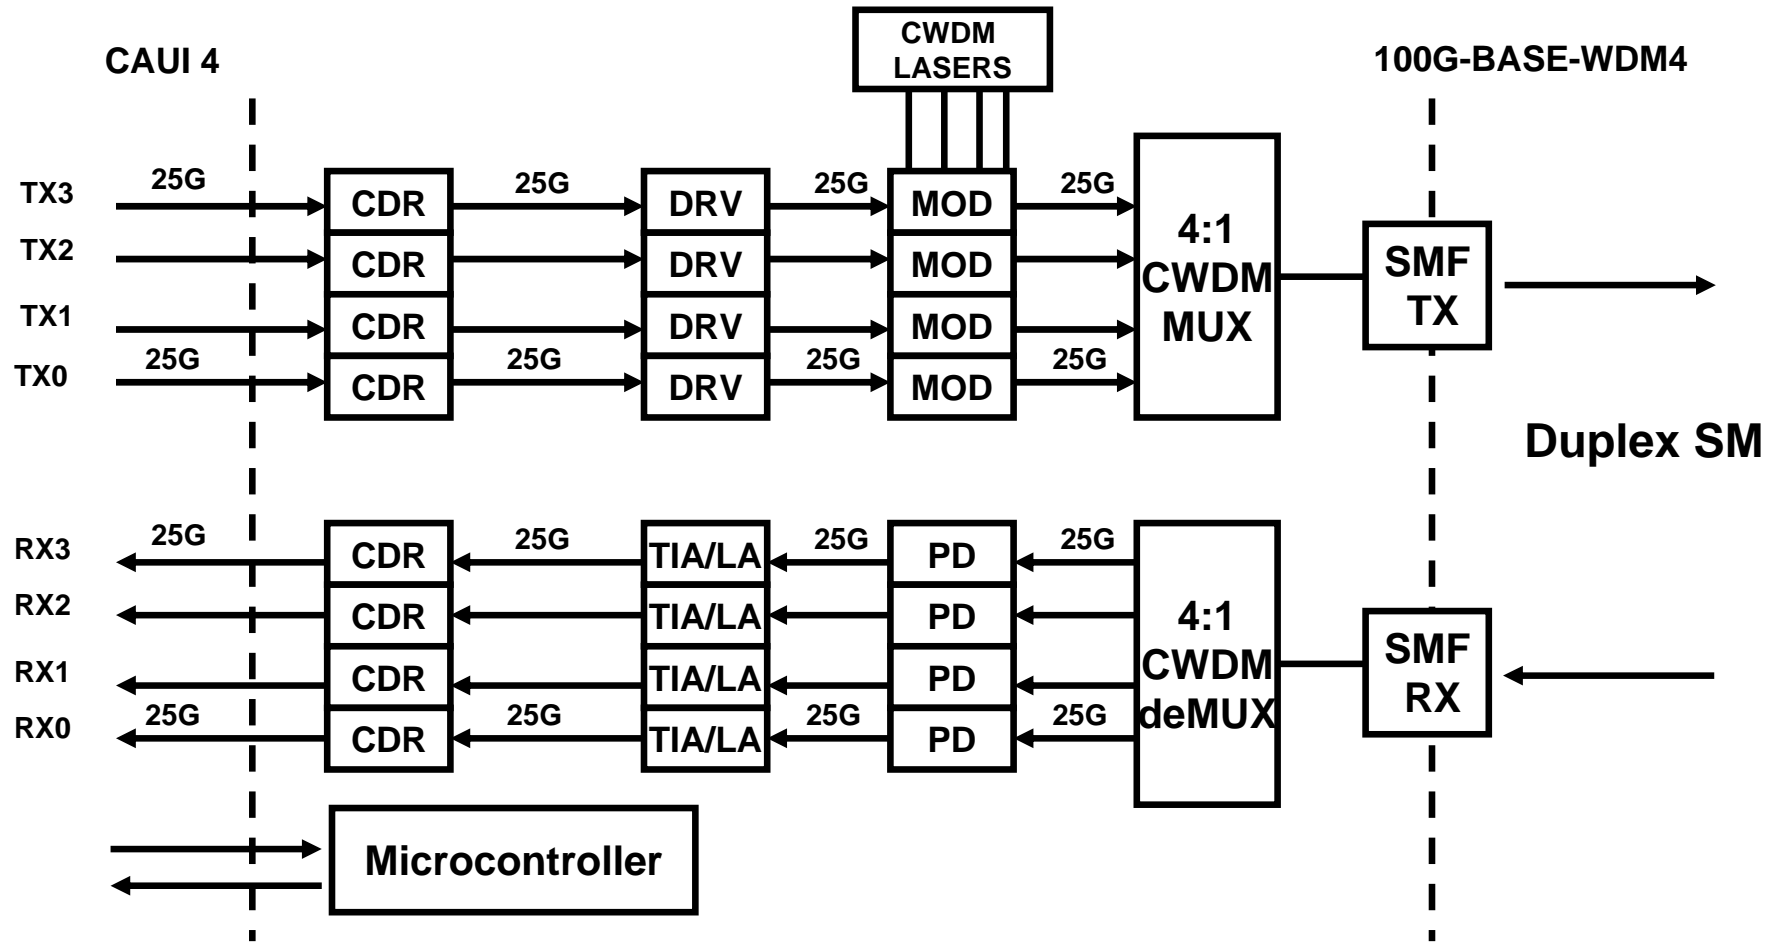 CAUI 4
CWDM
LASERS
100G-BASE-WDM4
TX3
25G
CDR
25G
DRV
25G
MOD
25G
TX2
CDR
DRV
MOD
TX1
CDR
DRV
MOD
TX0
25G
CDR
25G
DRV
25G
MOD
25G
4:1
CWDM
MUX
SMF
TX
Duplex SM
RX3
25G
CDR
25G
TIA/LA
25G
PD
25G
RX2
CDR
TIA/LA
PD
RX1
CDR
TIA/LA
PD
RX0
25G
CDR
25G
TIA/LA
25G
PD
25G
4:1
CWDM
deMUX
SMF
RX
Microcontroller